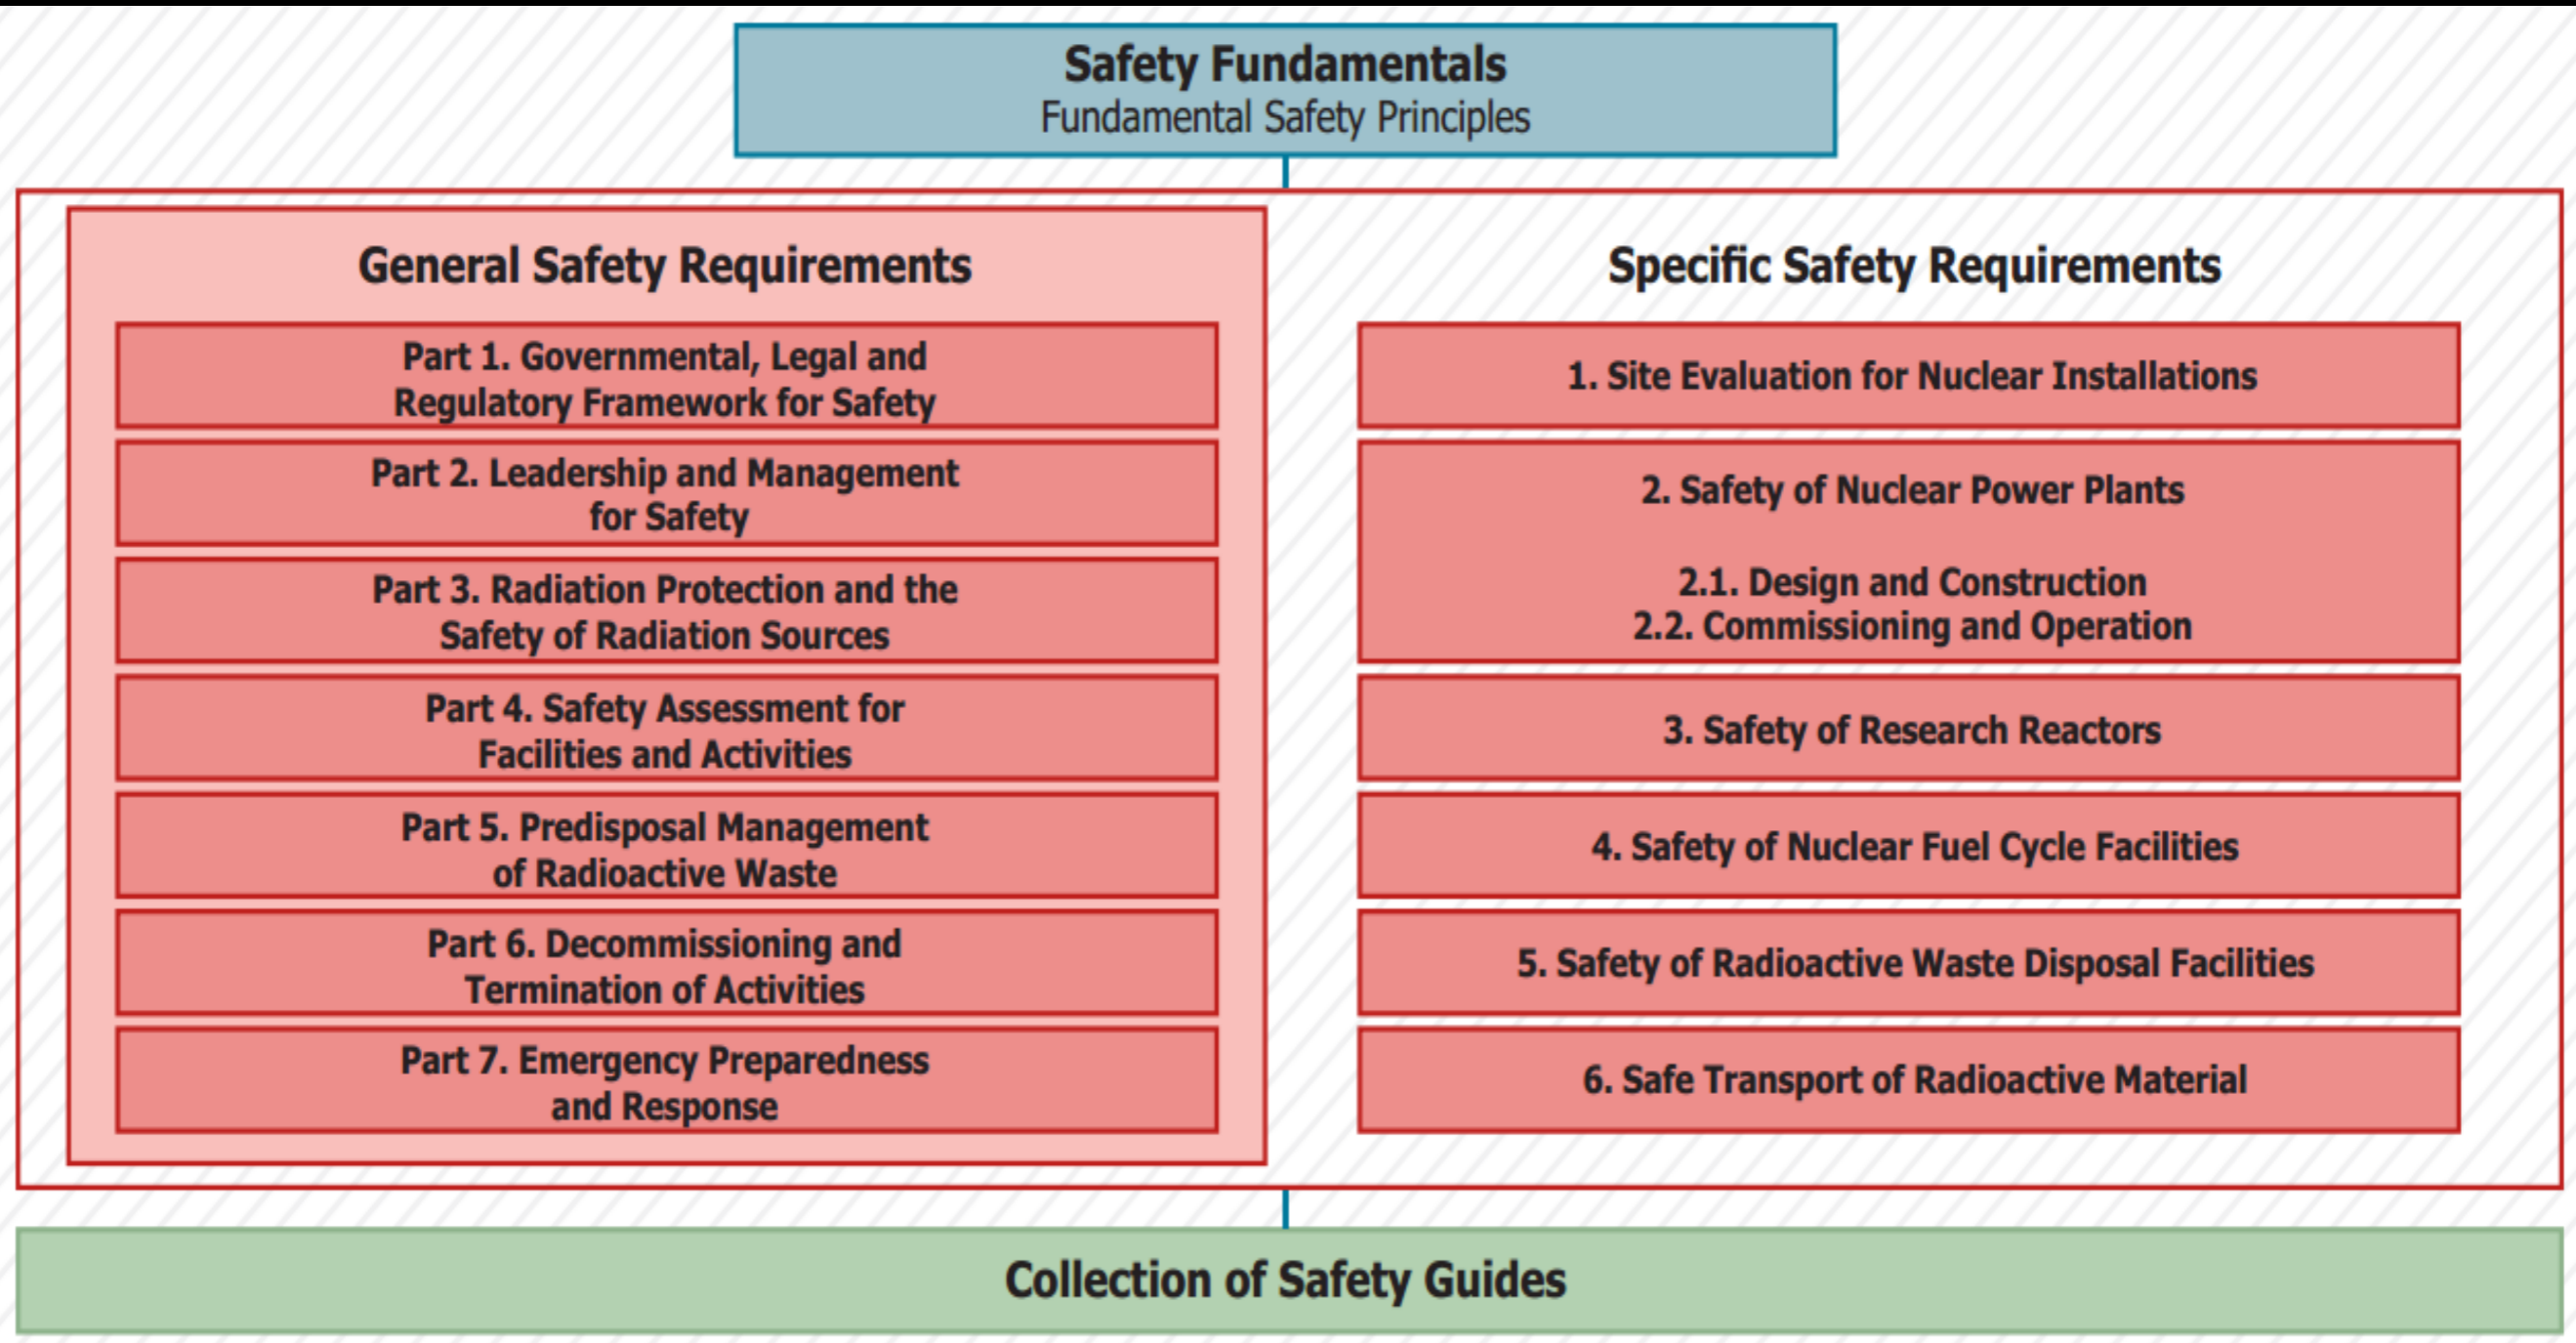 Safety Fundamentals
Fundamental Safety Principles
General Safety Requirements
Part 1. Governmental, Legal and
Regulatory Framework for Safety
Part 2. Leadership and Management
for Safety
Part 3. Radiation Protection and the
Safety of Radiation Sources
Part 4. Safety Assessment for
Facilities and Activities
Part 5. Predisposal Management
of Radioactive Waste
Part 6. Decommissioning and
Termination of Activities
Part 7. Emergency Preparedness
and Response
Specific Safety Requirements
1. Site Evaluation for Nuclear Installations
2. Safety of Nuclear Power Plants
2.1. Design and Construction
2.2. Commissioning and Operation
3. Safety of Research Reactors
4. Safety of Nuclear Fuel Cycle Facilities
5. Safety of Radioactive Waste Disposal Facilities
6. Safe Transport of Radioactive Material
Collection of Safety Guides